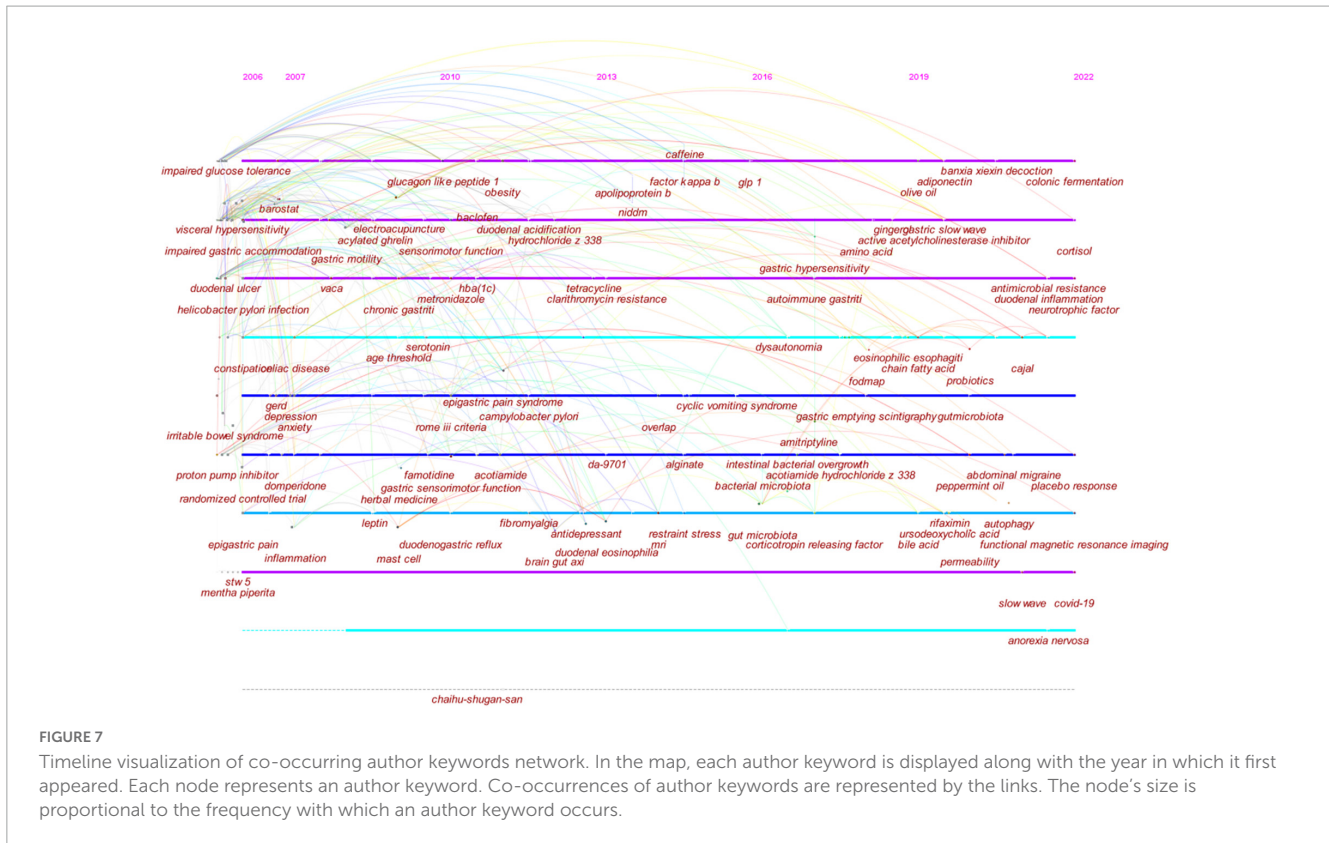 2006 2007 2010 2013 2016 2019 2022
caffeine
impaired glucose tolerance banxia xiexin decoction
glucagon like peptide 1 factor kappa b glp 1 adiponectin colonic fermentation
obesity apolipoprotein b olive oil
barostat niddm
baclofen
visceral hypersensitivity electroacupuncture duodenal acidification gingerol gastric slow wave
acylated ghrelin hydrochloride z 338 active acetylcholinesterase inhibitor
impaired gastric accommodation sensorimotor function amino acid cortisol
gastric motility
gastric hypersensitivity
duodenal ulcer vaca hba(1c) tetracycline antimicrobial resistance
metronidazole clarithromycin resistance autoimmune gastriti duodenal inflammation
helicobacter pylori infection chronic gastriti neurotrophic factor
serotonin dysautonomia
age threshold eosinophilic esophagiti
constipation celiac disease chain fatty acid cajal
fodmap probiotics
gerd epigastric pain syndrome cyclic vomiting syndrome
depression campylobacter pylori gastric emptying scintigraphy gutmicrobiota
anxiety rome iii criteria overlap
irritable bowel syndrome amitriptyline
da-9701 alginate intestinal bacterial overgrowth
proton pump inhibitor famotidine acotiamide acotiamide hydrochloride z 338 abdominal migraine
domperidone gastric sensorimotor function bacterial microbiota peppermint oil placebo response
randomized controlled trial herbal medicine
leptin fibromyalgia rifaximin autophagy
antidepressant restraint stress gut microbiota ursodeoxycholic acid
epigastric pain duodenogastric reflux mri corticotropin releasing factor bile acid functional magnetic resonance imaging
inflammation mast cell duodenal eosinophilia
brain gut axi permeability
stw 5
mentha piperita
slow wave covid-19
anorexia nervosa
chaihu-shugan-san
FIGURE 7
Timeline visualization of co-occurring author keywords network. In the map, each author keyword is displayed along with the year in which it first
appeared. Each node represents an author keyword. Co-occurrences of author keywords are represented by the links. The node's size is
proportional to the frequency with which an author keyword occurs.